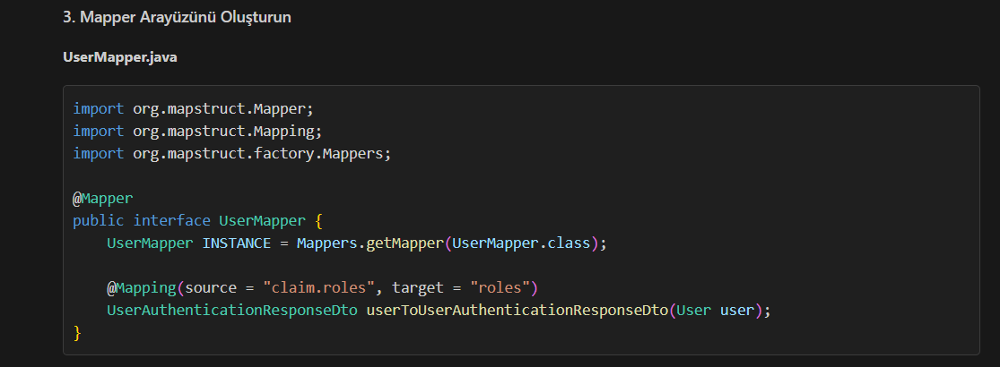 3. Mapper Arayüzünü Oluşturun
UserMapper.java
import org.mapstruct.Mapper;
import org.mapstruct.Mapping;
import org.mapstruct.factory.Mappers;
@Mapper
public interface UserMapper {
    UserMapper INSTANCE = Mappers.getMapper(UserMapper.class);
    @Mapping(source = "claim.roles", target = "roles")
    UserAuthenticationResponseDto userToUserAuthenticationResponseDto(User user);
}